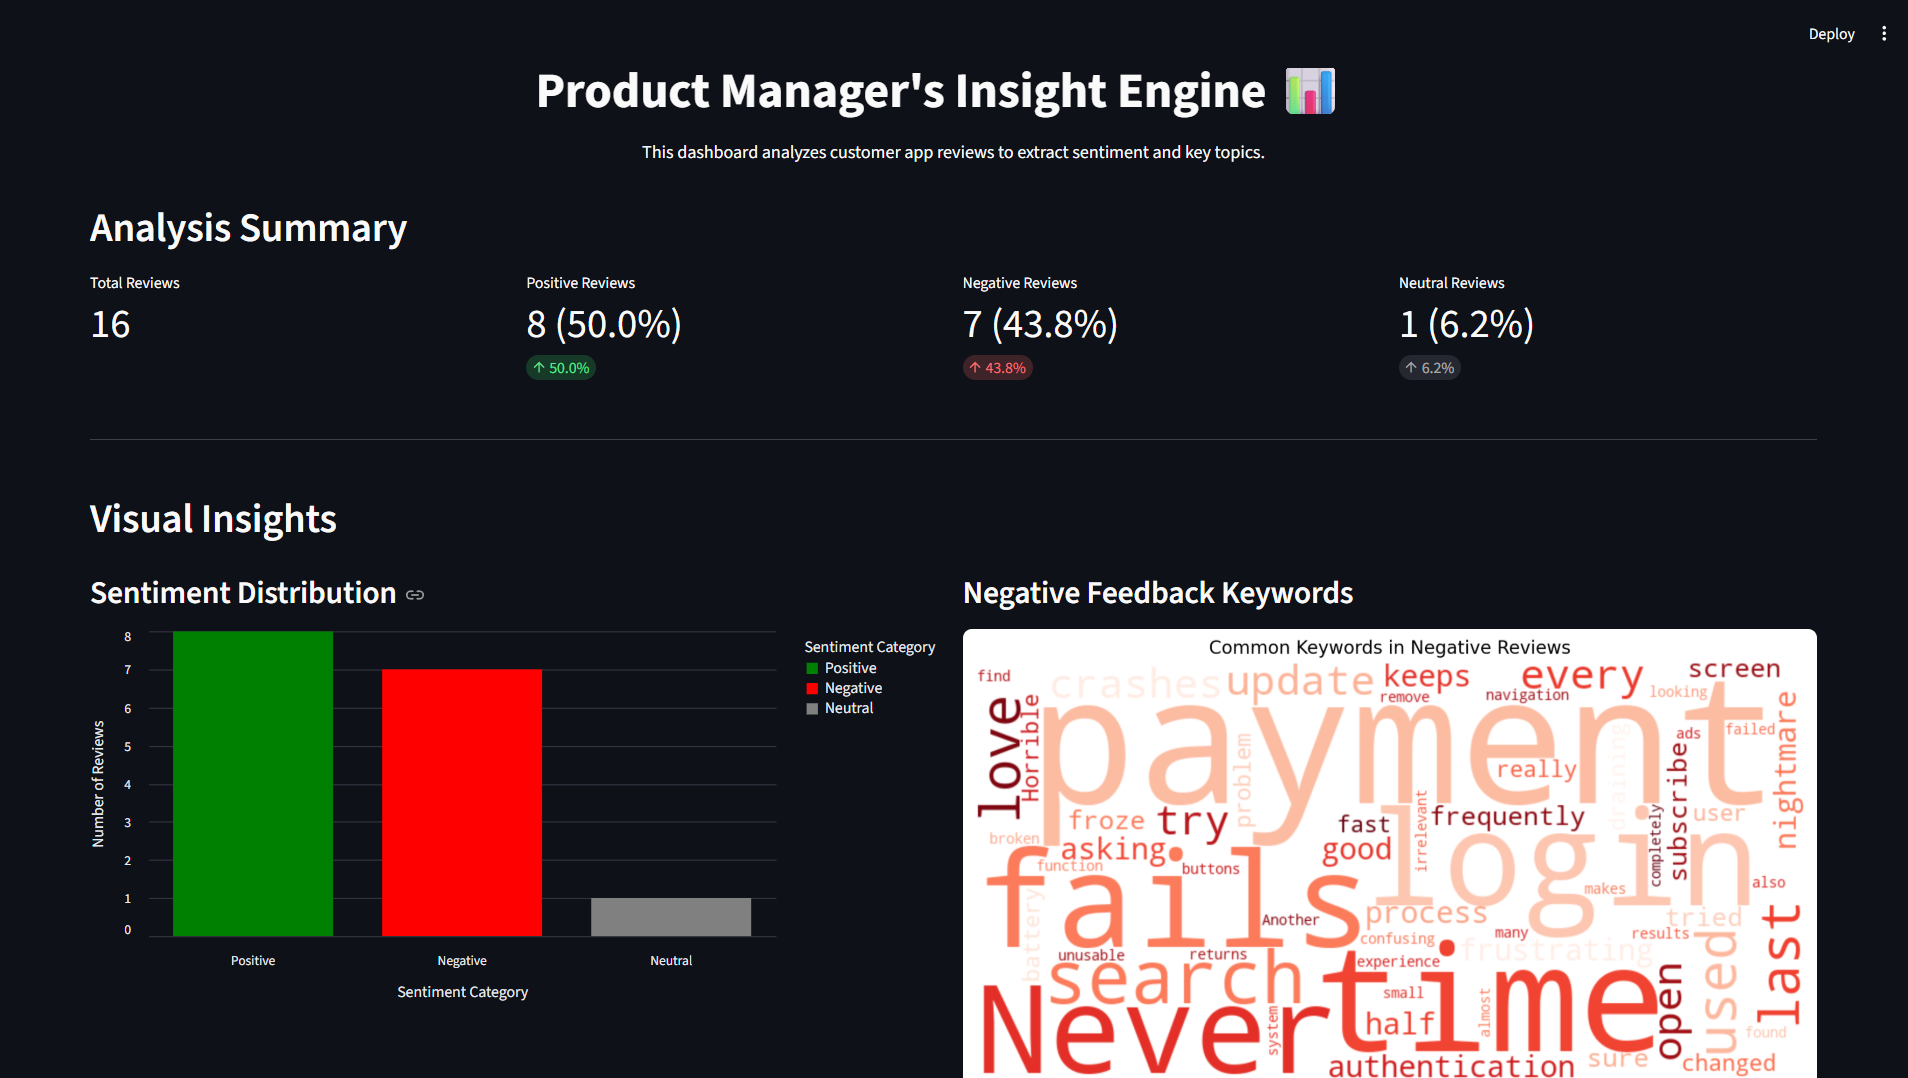 Deploy
Product Manager's Insight Engine
This dashboard analyzes customer app reviews to extract sentiment and key topics.
Analysis Summary
Total Reviews
16
Positive Reviews
8 (50.0%)
↑ 50.0%
Negative Reviews
7 (43.8%)
↑ 43.8%
Neutral Reviews
1 (6.2%)
↑ 6.2%
Visual Insights
Sentiment Distribution
8
7
6
5
4
3
2
1
0
Number of Reviews
Positive
Negative
Neutral
Sentiment Category
Sentiment Category
Positive
Negative
Neutral
Negative Feedback Keywords
Common Keywords in Negative Reviews
find
crashes
update
keeps
every
screen
remove
navigation
looking
love
Horrible
payment
problem
really
draining
ads
failed
nightmare
subscribe
froze
try
fast
frequently
user
broken
asking
good
irrelevant
login
completely
function
buttons
makes
also
fails
battery
Another
process
tried
confusing
many
results
unusable
returns
frustrating
experience
search
time
used
last
small
Never
system
half
almost
open
found
authentication
sure
changed